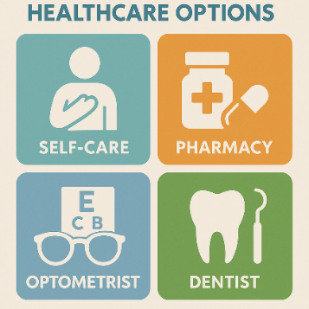 HEALTHCARE OPTIONS
SELF-CARE
PHARMACY
E
C B
OPTOMETRIST
DENTIST